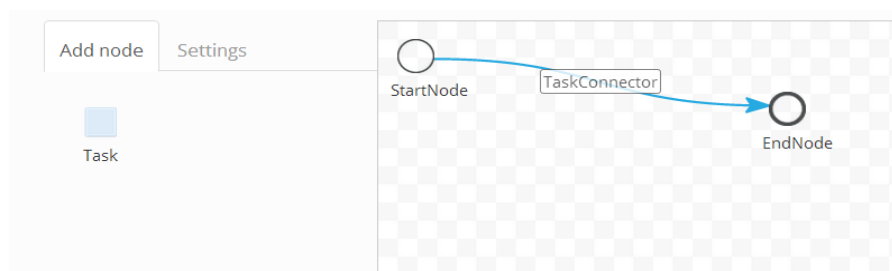 Add node
Settings
Task
StartNode
TaskConnector
EndNode